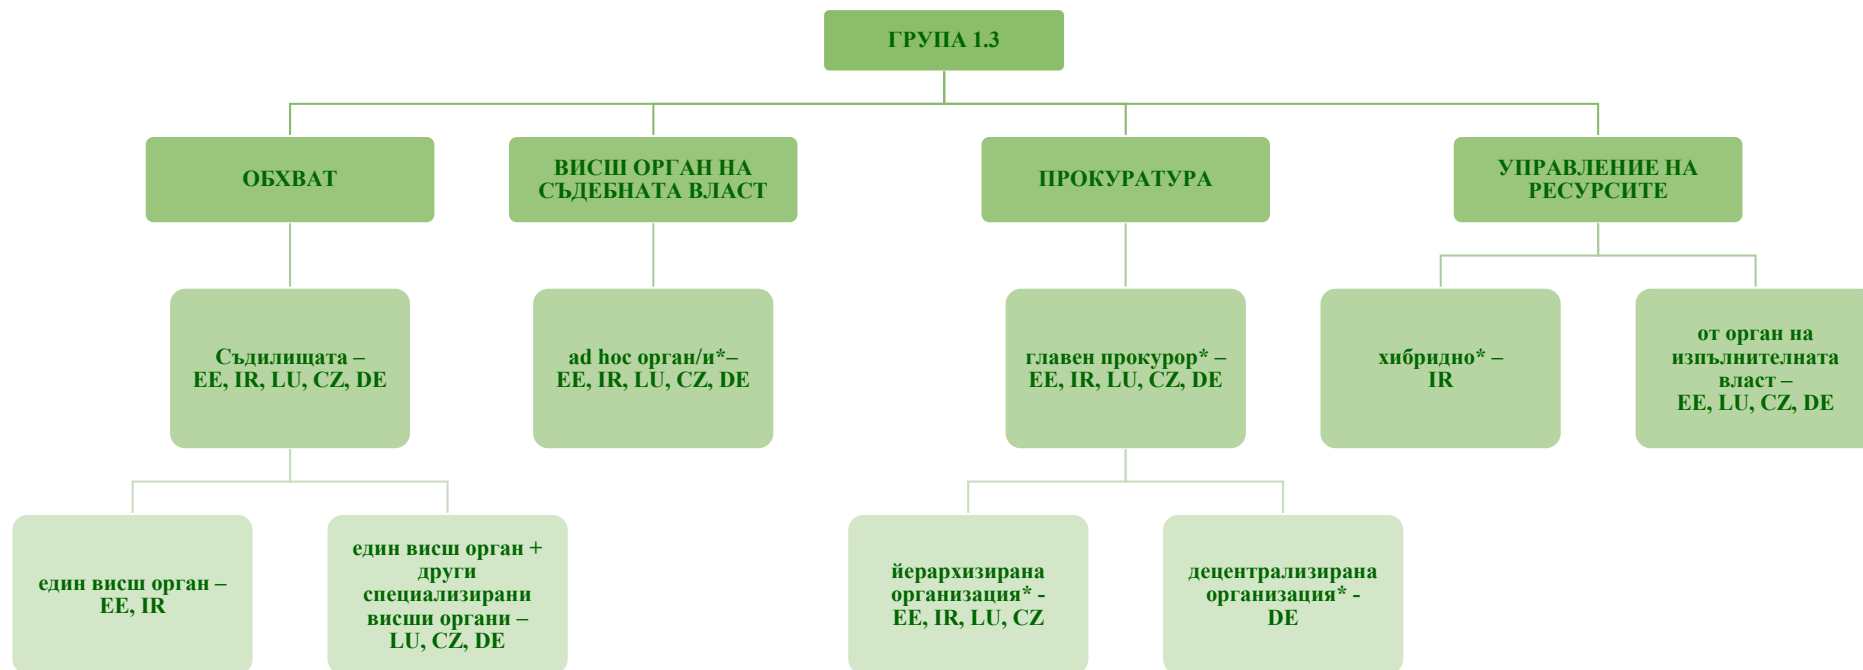 ГРУПА 1.3
ОБХВАТ
ВИСШ ОРГАН НА
СЪДЕБНАТА ВЛАСТ
ПРОКУРАТУРА
УПРАВЛЕНИЕ НА
РЕСУРСИТЕ
Съдилищата –
EE, IR, LU, CZ, DE
ad hoc орган/и*–
EE, IR, LU, CZ, DE
главен прокурор* –
EE, IR, LU, CZ, DE
хибридно* –
IR
от орган на
изпълнителната
власт –
EE, LU, CZ, DE
един висш орган –
EE, IR
един висш орган +
други
специализирани
висши органи –
LU, CZ, DE
йерархизирана
организация* -
EE, IR, LU, CZ
децентрализирана
организация* -
DE